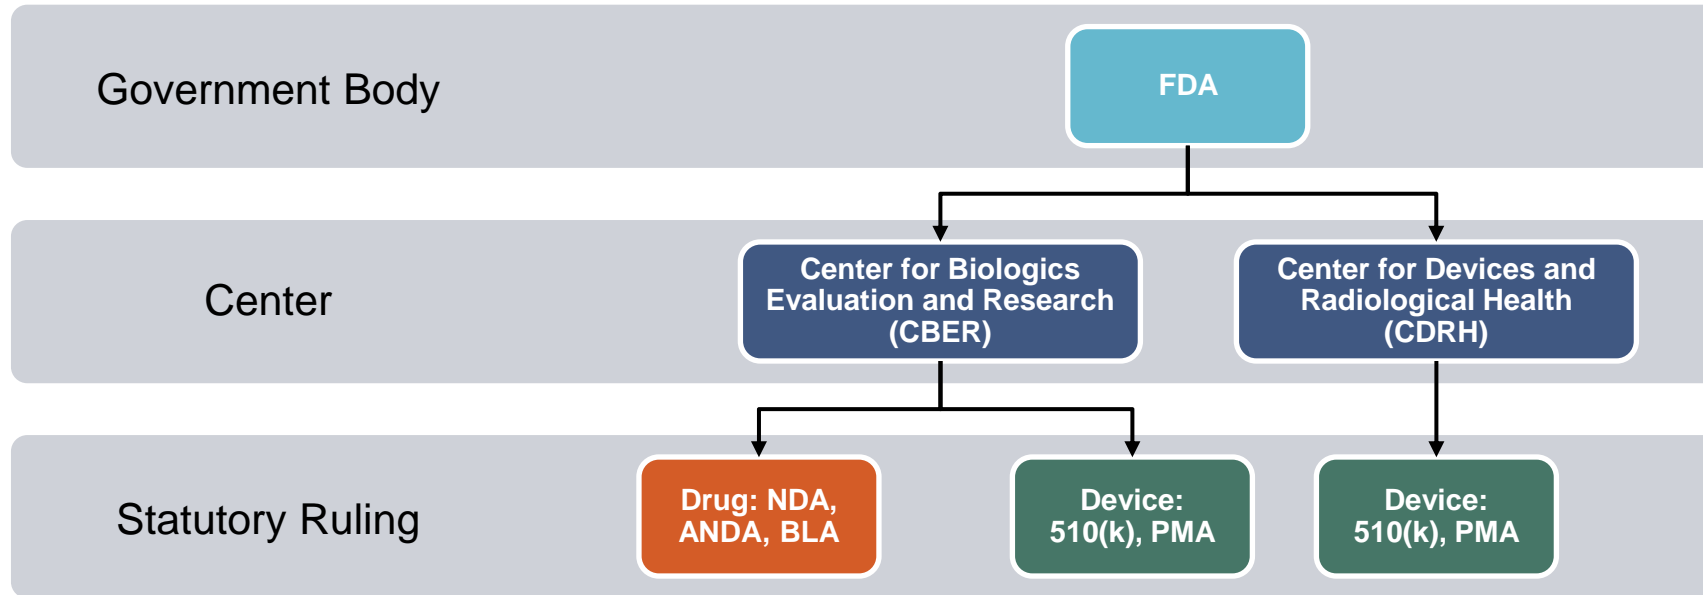 Government Body
FDA
Center
Center for Biologics
Evaluation and Research
(CBER)
Center for Devices and
Radiological Health
(CDRH)
Statutory Ruling
Drug: NDA,
ANDA, BLA
Device:
510(k), PMA
Device:
510(k), PMA